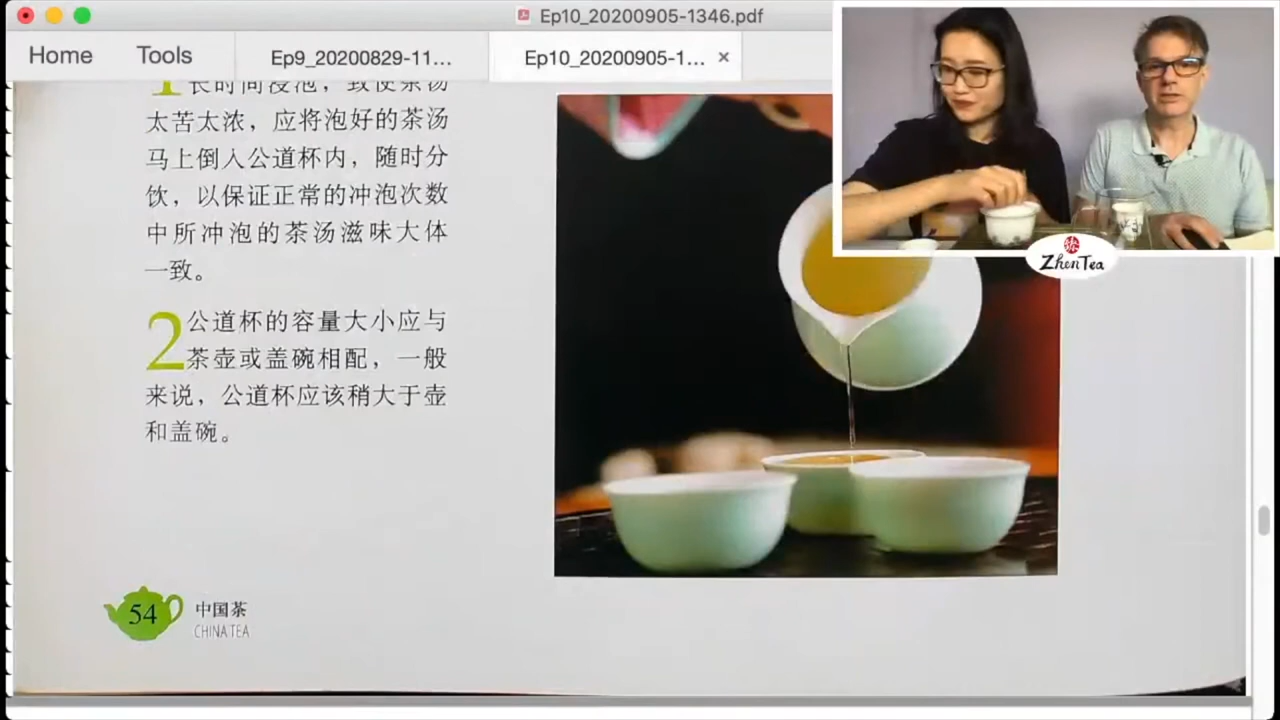 Ep10_20200905-1346.pdf
Home
Tools
Ep9_20200829-11...
Ep10_20200905-1...
1长时间浸泡，致使茶汤
太苦太浓，应将泡好的茶汤
马上倒入公道杯内，随时分
饮，以保证正常的冲泡次数
中所冲泡的茶汤滋味大体
一致。
2公道杯的容量大小应与
茶壶或盖碗相配，一般
来说，公道杯应该稍大于壶
和盖碗。
54
中国茶
CHINA TEA
臻
Zhen Tea